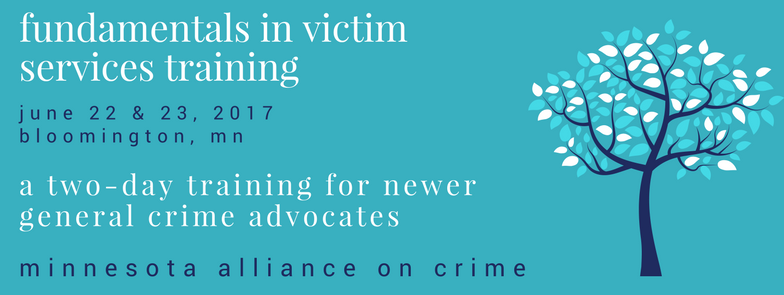 fundamentals in victim
services training
june 22 & 23, 2017
bloomington, mn
a two-day training for newer
general crime advocates
minnesota alliance on crime